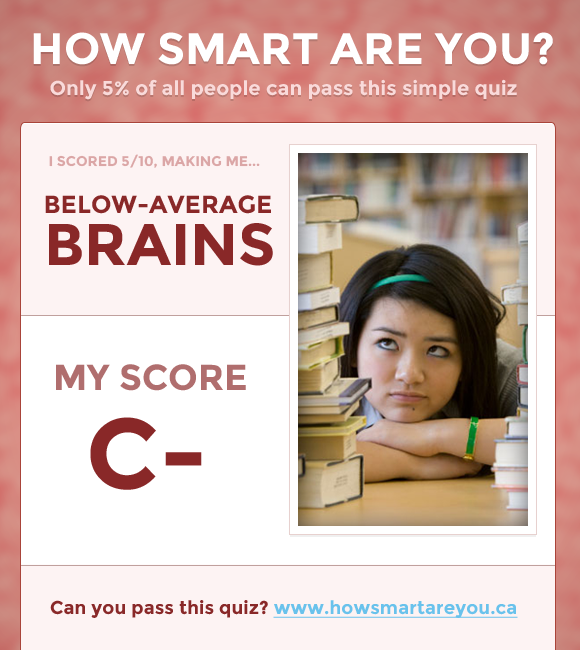 HOW SMART ARE YOU?
Only 5% of all people can pass this simple quiz
I SCORED 5/10, MAKING ME...
BELOW-AVERAGE
BRAINS
MY SCORE
C-
Can you pass this quiz? www.howsmartareyou.ca